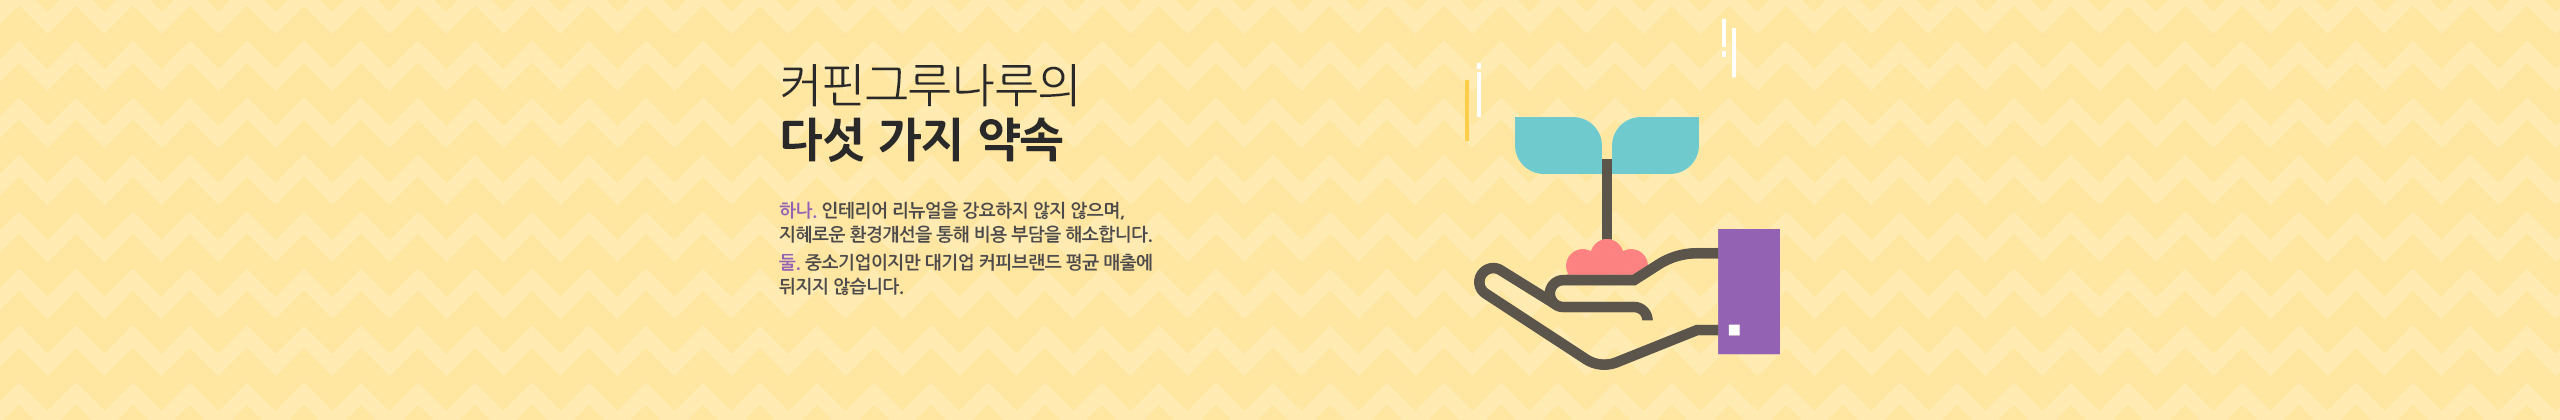 커핀그루나루의
다섯 가지 약속
하나. 인테리어 리뉴얼을 강요하지 않지 않으며,
지혜로운 환경개선을 통해 비용 부담을 해소합니다.
둘. 중소기업이지만 대기업 커피브랜드 평균 매출에
뒤지지 않습니다.